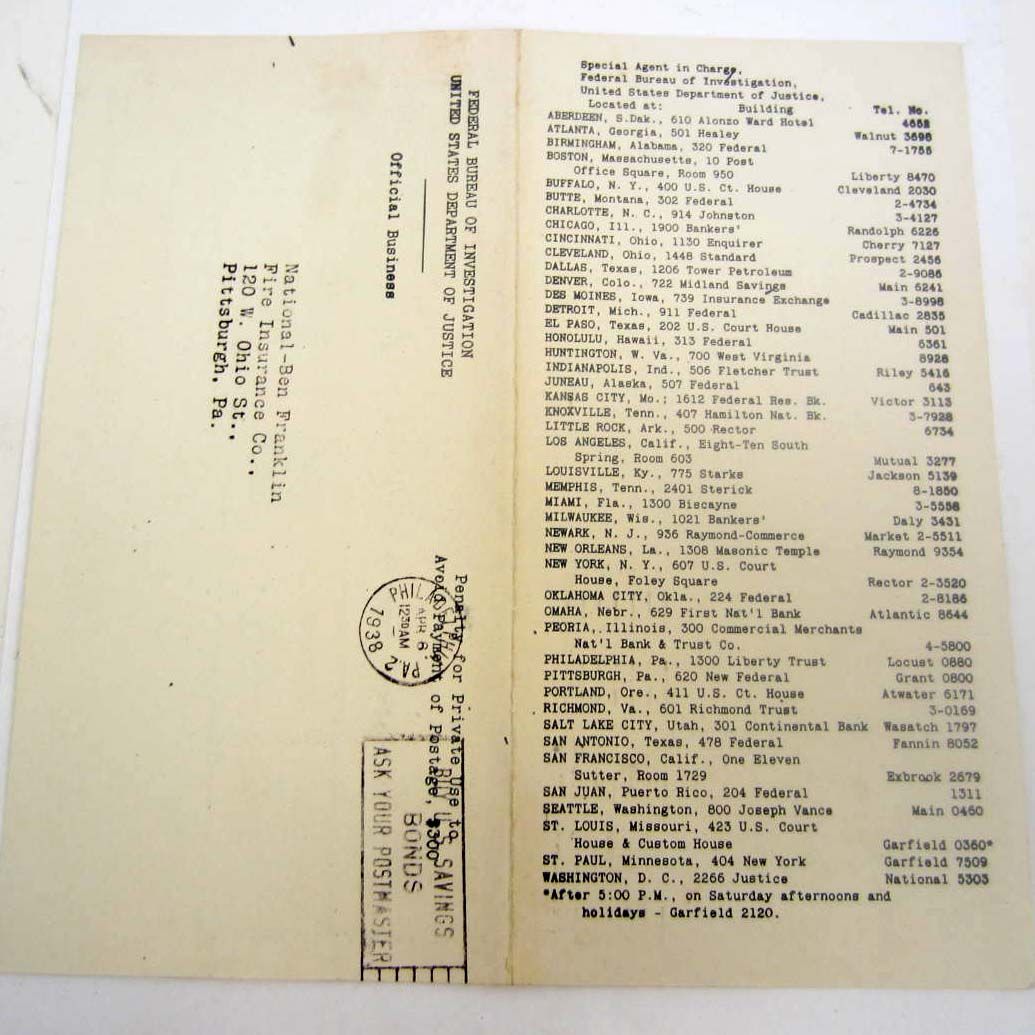 FEDERAL BUREAU OF INVESTIGATION
UNITED STATES DEPARTMENT OF JUSTICE
Official Business
National-Ben Franklin
Fire Insurance Co.,
120 W. Ohio St.,
Pittsburgh, Pa.
Penalty for Private Use to
Avoid Payment of Postage, $300
PHILA
PA
APR 6
1230 AM
1938
2
BUY U.S. SAVINGS
BONDS
ASK YOUR POSTMASTER
Special Agent in Charge,
Federal Bureau of Investigation,
United States Department of Justice,
Located at: Building Tel. No.
ABERDEEN, S.Dak., 610 Alonzo Ward Hotel 4652
ATLANTA, Georgia, 501 Healey Walnut 3698
BIRMINGHAM, Alabama, 320 Federal 7-1755
BOSTON, Massachusetts, 10 Post
Office Square, Room 950 Liberty 8470
BUFFALO, N. Y., 400 U.S. Ct. House Cleveland 2030
BUTTE, Montana, 302 Federal 2-4734
CHARLOTTE, N. C., 914 Johnston 3-4127
CHICAGO, Ill., 1900 Bankers' Randolph 6226
CINCINNATI, Ohio, 1130 Enquirer Cherry 7127
CLEVELAND, Ohio, 1448 Standard Prospect 2456
DALLAS, Texas, 1206 Tower Petroleum 2-9086
DENVER, Colo., 722 Midland Savings Main 6241
DES MOINES, Iowa, 739 Insurance Exchange 3-8998
DETROIT, Mich., 911 Federal Cadillac 2835
EL PASO, Texas, 202 U.S. Court House Main 501
HONOLULU, Hawaii, 313 Federal 6361
HUNTINGTON, W. Va., 700 West Virginia 8928
INDIANAPOLIS, Ind., 506 Fletcher Trust Riley 5416
JUNEAU, Alaska, 507 Federal 643
KANSAS CITY, Mo.; 1612 Federal Res. Bk. Victor 3113
KNOXVILLE, Tenn., 407 Hamilton Nat. Bk. 3-7928
LITTLE ROCK, Ark., 500 Rector 6734
LOS ANGELES, Calif., Eight-Ten South
Spring, Room 603 Mutual 3277
LOUISVILLE, Ky., 775 Starks Jackson 5139
MEMPHIS, Tenn., 2401 Sterick 8-1850
MIAMI, Fla., 1300 Biscayne 3-5558
MILWAUKEE, Wis., 1021 Bankers' Daly 3431
NEWARK, N. J., 936 Raymond-Commerce Market 2-5511
NEW ORLEANS, La., 1308 Masonic Temple Raymond 9354
NEW YORK, N. Y., 607 U.S. Court
House, Foley Square Rector 2-3520
OKLAHOMA CITY, Okla., 224 Federal 2-8186
OMAHA, Nebr., 629 First Nat'l Bank Atlantic 8644
PEORIA, Illinois, 300 Commercial Merchants
Nat'l Bank & Trust Co. 4-5800
PHILADELPHIA, Pa., 1300 Liberty Trust Locust 0880
PITTSBURGH, Pa., 620 New Federal Grant 0800
PORTLAND, Ore., 411 U.S. Ct. House Atwater 6171
RICHMOND, Va., 601 Richmond Trust 3-0169
SALT LAKE CITY, Utah, 301 Continental Bank Wasatch 1797
SAN ANTONIO, Texas, 478 Federal Fannin 8052
SAN FRANCISCO, Calif., One Eleven
Sutter, Room 1729 Exbrook 2679
SAN JUAN, Puerto Rico, 204 Federal 1311
SEATTLE, Washington, 800 Joseph Vance Main 0460
ST. LOUIS, Missouri, 423 U.S. Court
House & Custom House Garfield 0360*
ST. PAUL, Minnesota, 404 New York Garfield 7509
WASHINGTON, D. C., 2266 Justice National 5303
*After 5:00 P.M., on Saturday afternoons and
holidays - Garfield 2120.